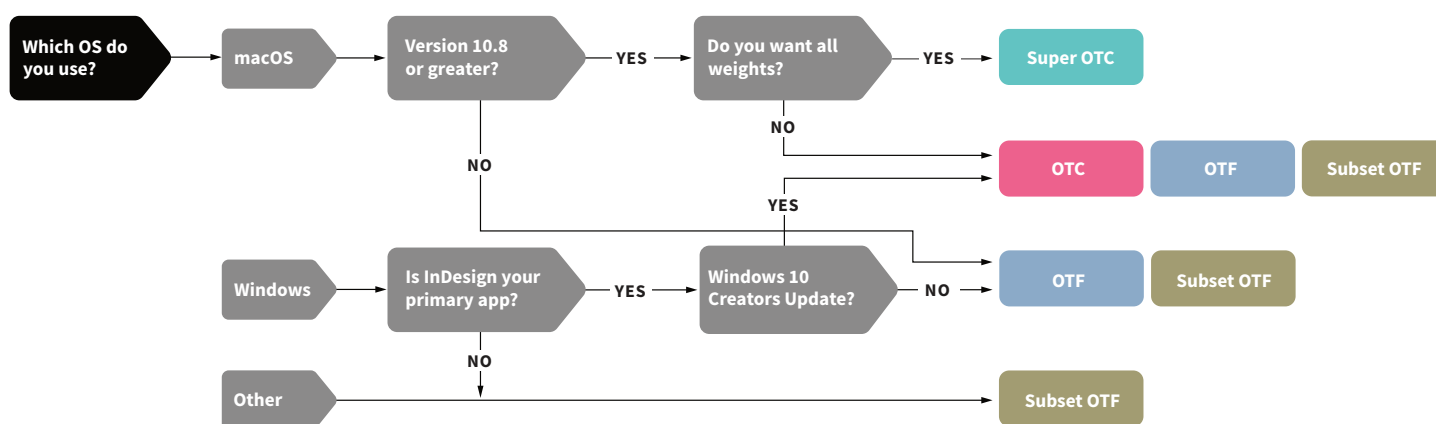 Which OS do
you use?
macOS
Version 10.8
or greater?
YES
Do you want all
weights?
YES
Super OTC
NO
NO
OTC
OTF
Subset OTF
YES
Windows
Is InDesign your
primary app?
YES
Windows 10
Creators Update?
NO
OTF
Subset OTF
NO
Other
Subset OTF